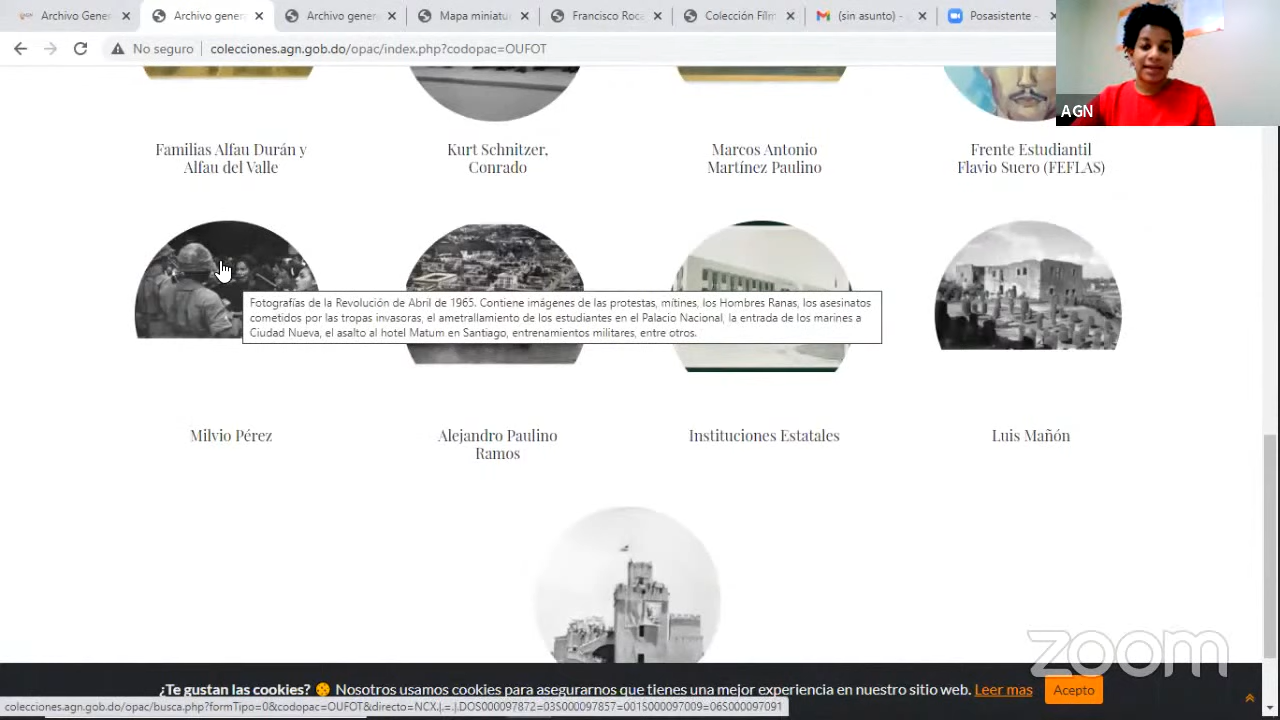 Archivo Gener
Archivo genera
Archivo genera
Mapa miniatu
Francisco Roca
Colección Film
(sin asunto) - g
Posasistente -
No seguro
colecciones.agn.gob.do/opac/index.php?codopac=OUFOT
AGN
Familias Alfau Durán y
Alfau del Valle
Kurt Schnitzer,
Conrado
Marcos Antonio
Martínez Paulino
Frente Estudiantil
Flavio Suero (FEFLAS)
Fotografías de la Revolución de Abril de 1965. Contiene imágenes de las protestas, mítines, los Hombres Ranas, los asesinatos
cometidos por las tropas invasoras, el ametrallamiento de los estudiantes en el Palacio Nacional, la entrada de los marines a
Ciudad Nueva, el asalto al hotel Matum en Santiago, entrenamientos militares, entre otros.
Milvio Pérez
Alejandro Paulino
Ramos
Instituciones Estatales
Luis Mañón
zoom
¿Te gustan las cookies? Nosotros usamos cookies para asegurarnos que tienes una mejor experiencia en nuestro sitio web. Leer mas
Acepto
colecciones.agn.gob.do/opac/busca.php?formTipo=0&codopac=OUFOT&criterio=NCX.|.=.|.DOS000097872=08S000097857=00IS000097009=06S000097091